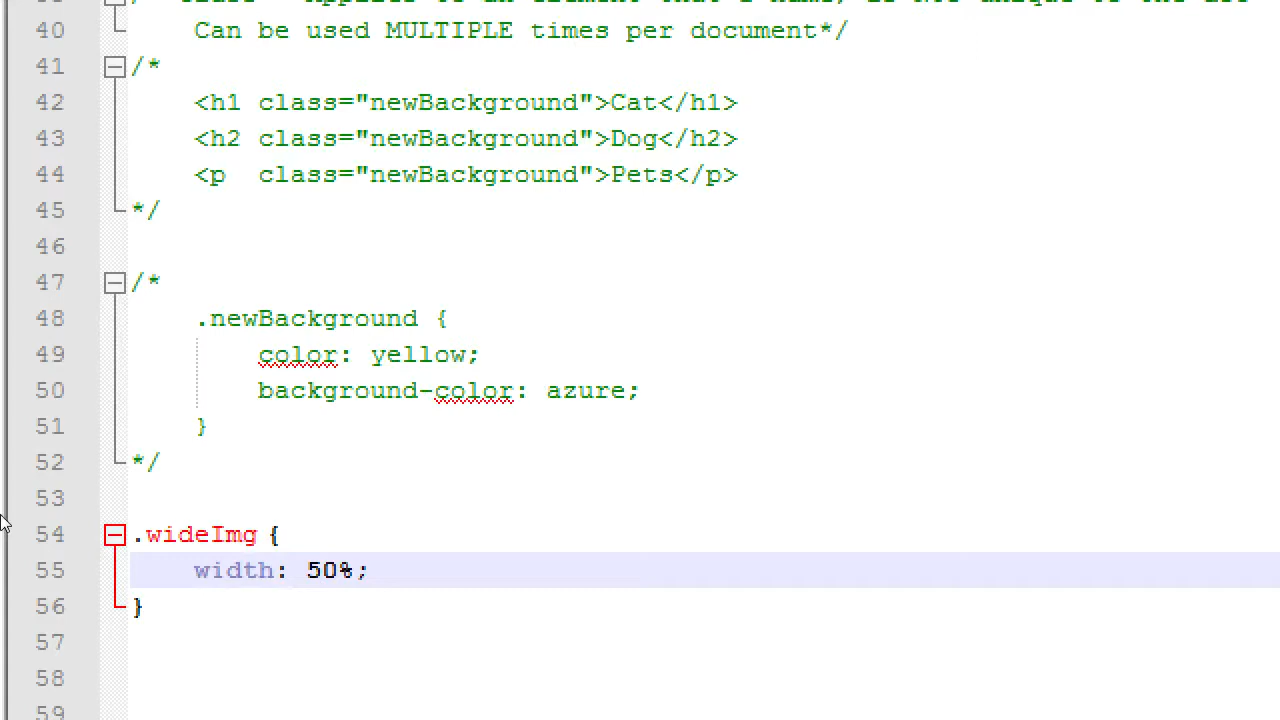 40 Can be used MULTIPLE times per document*/
41 /*
42 <h1 class="newBackground">Cat</h1>
43 <h2 class="newBackground">Dog</h2>
44 <p  class="newBackground">Pets</p>
45 */
46
47 /*
48 .newBackground {
49 color: yellow;
50 background-color: azure;
51 }
52 */
53
54 .wideImg {
55 width: 50%;
56 }
57
58
59